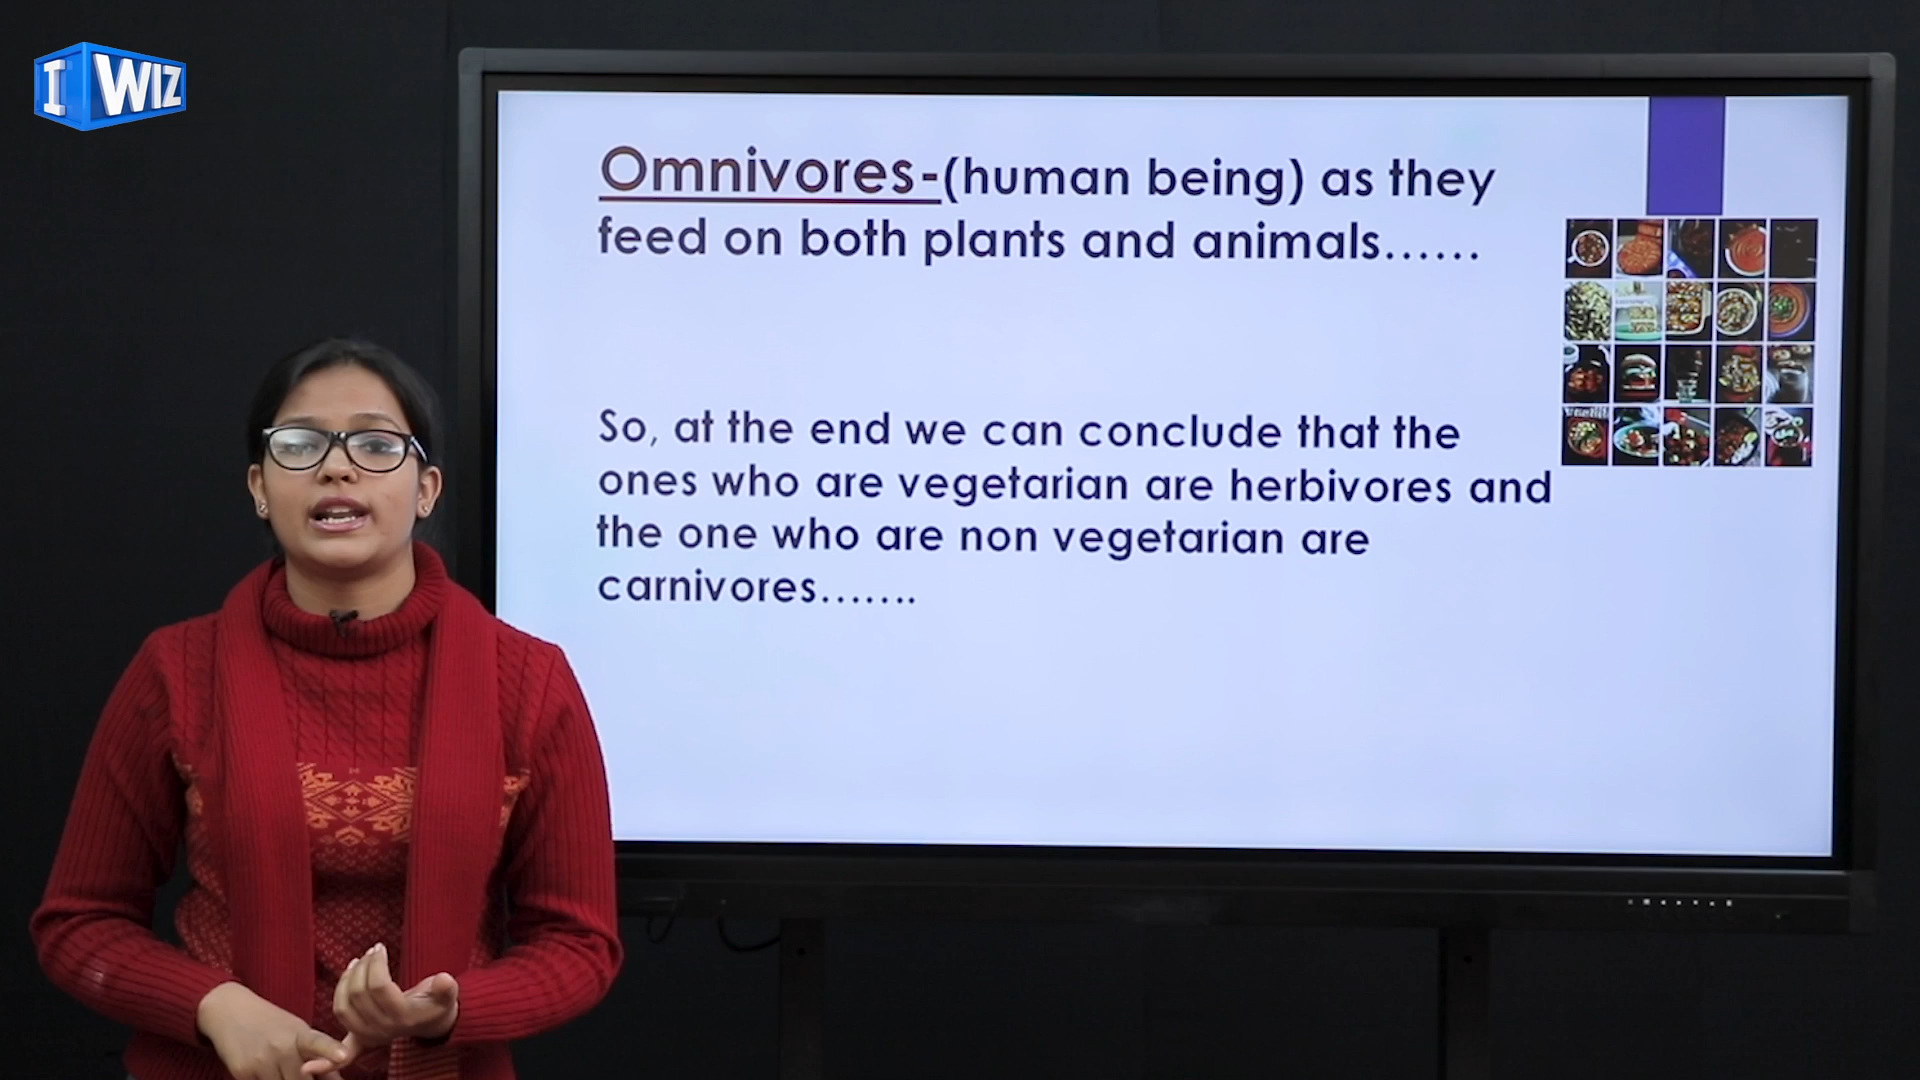 I WIZ
Omnivores-(human being) as they
feed on both plants and animals......
So, at the end we can conclude that the
ones who are vegetarian are herbivores and
the one who are non vegetarian are
carnivores.......